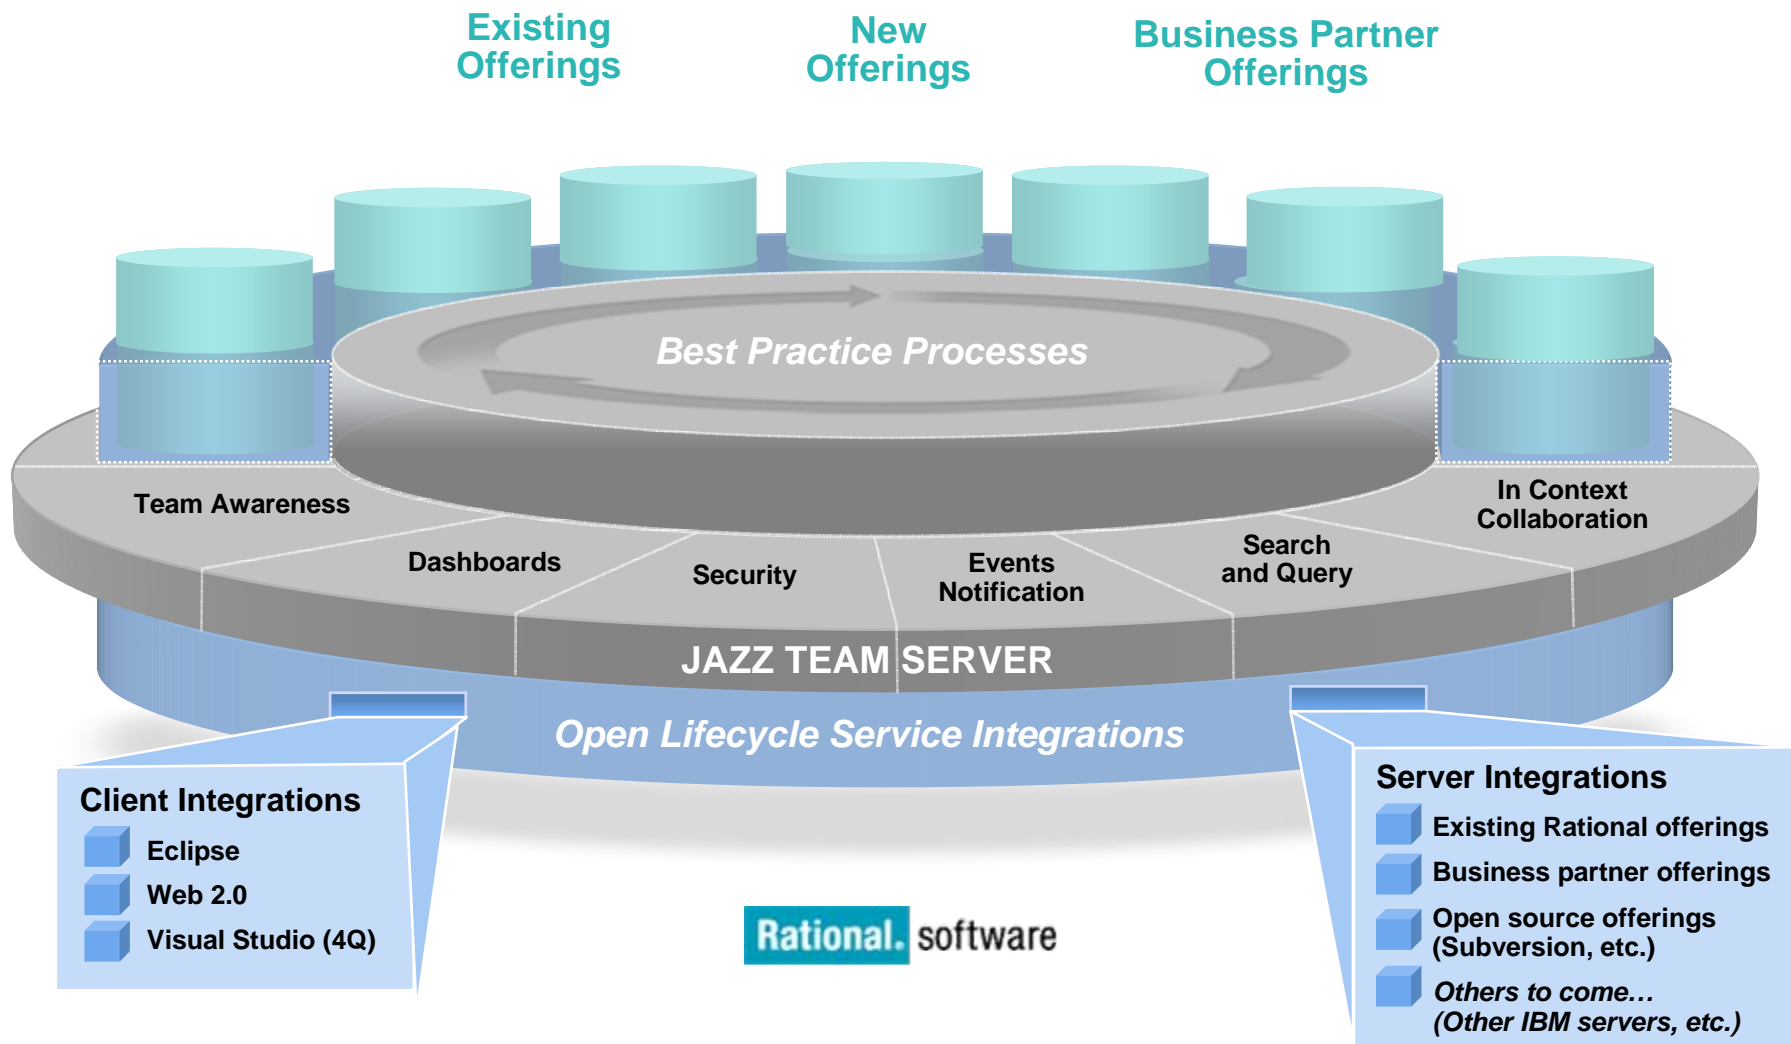 Existing
Offerings
New
Offerings
Business Partner
Offerings
Best Practice Processes
Team Awareness
Dashboards
Security
Events
Notification
Search
and Query
In Context
Collaboration
JAZZ TEAM SERVER
Open Lifecycle Service Integrations
Client Integrations
Eclipse
Web 2.0
Visual Studio (4Q)
Server Integrations
Existing Rational offerings
Business partner offerings
Open source offerings
(Subversion, etc.)
Others to come…
(Other IBM servers, etc.)
Rational. software